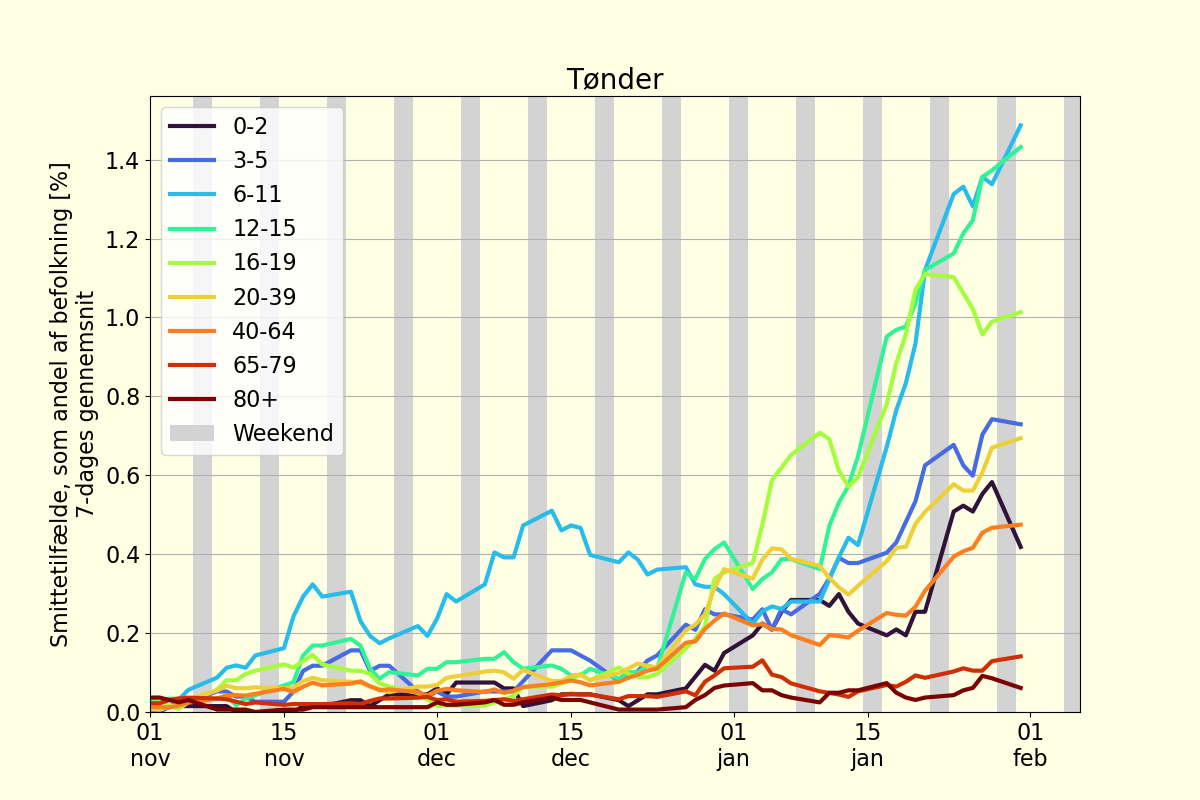 Tønder
Smittetilfælde, som andel af befolkning [%]
7-dages gennemsnit
0-2
3-5
6-11
12-15
16-19
20-39
40-64
65-79
80+
Weekend
1.4
1.2
1.0
0.8
0.6
0.4
0.2
0.0
01 15 01 15 01 15 01
nov nov dec dec jan jan feb